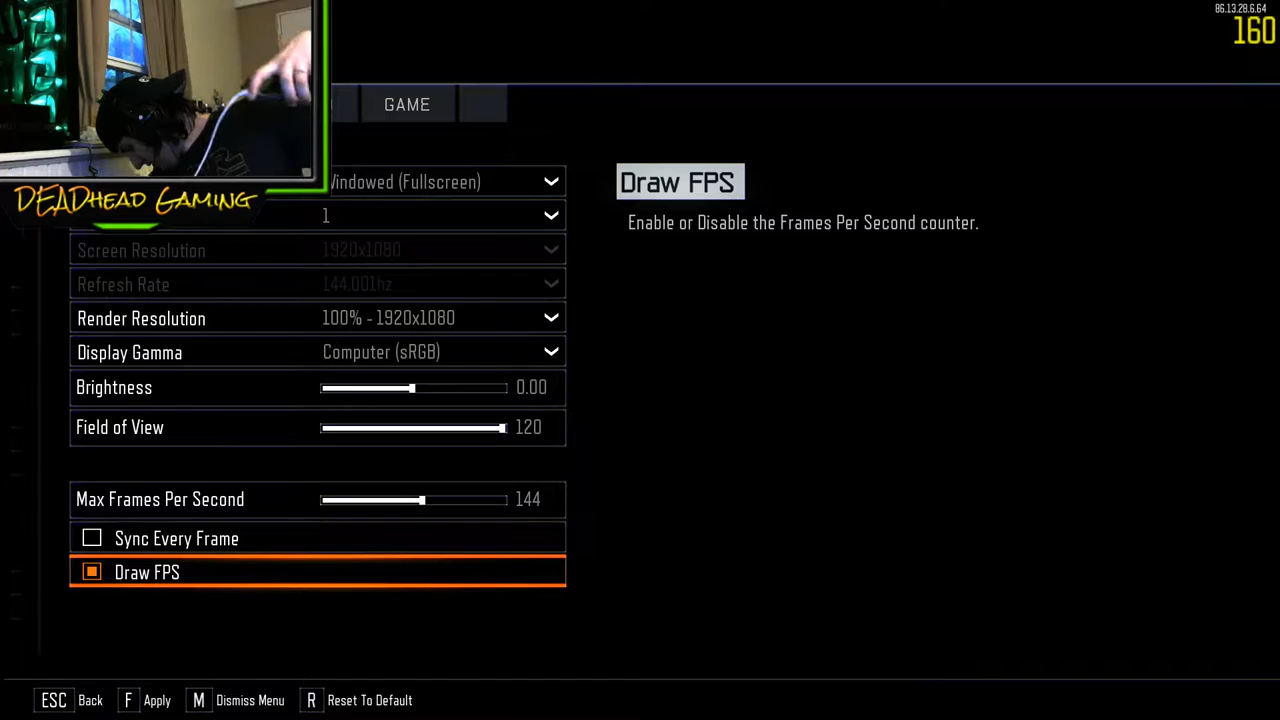 86.13.28.6.64
160
GAME
DEADhead Gaming
Windowed (Fullscreen)
1
Screen Resolution 1920x1080
Refresh Rate 144.001hz
Render Resolution 100% - 1920x1080
Display Gamma Computer (sRGB)
Brightness 0.00
Field of View 120
Max Frames Per Second 144
Sync Every Frame
Draw FPS
Draw FPS
Enable or Disable the Frames Per Second counter.
ESC Back F Apply M Dismiss Menu R Reset To Default